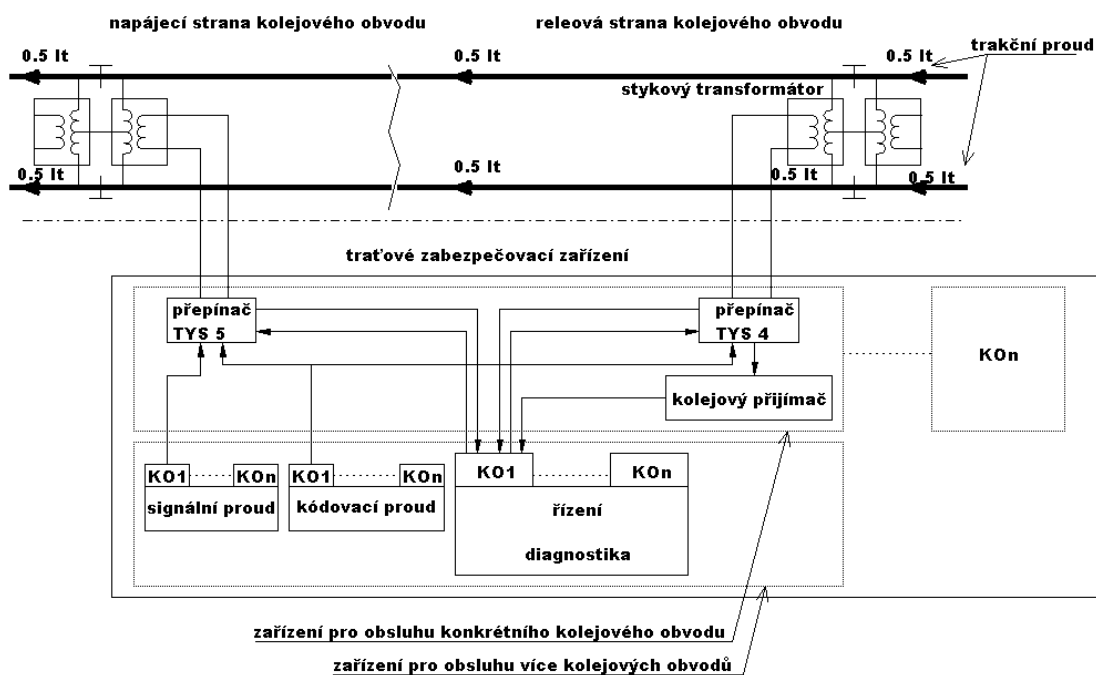 napájecí strana kolejového obvodu
releová strana kolejového obvodu
trakční proud
0.5 It
0.5 It
0.5 It
stykový transformátor
0.5 It
0.5 It
0.5 It
0.5 It
traťové zabezpečovací zařízení
přepínač
TYS 5
přepínač
TYS 4
KOn
kolejový přijímač
KO1
KOn
signální proud
KO1
KOn
kódovací proud
KO1
KOn
řízení
diagnostika
zařízení pro obsluhu konkrétního kolejového obvodu
zařízení pro obsluhu více kolejových obvodů